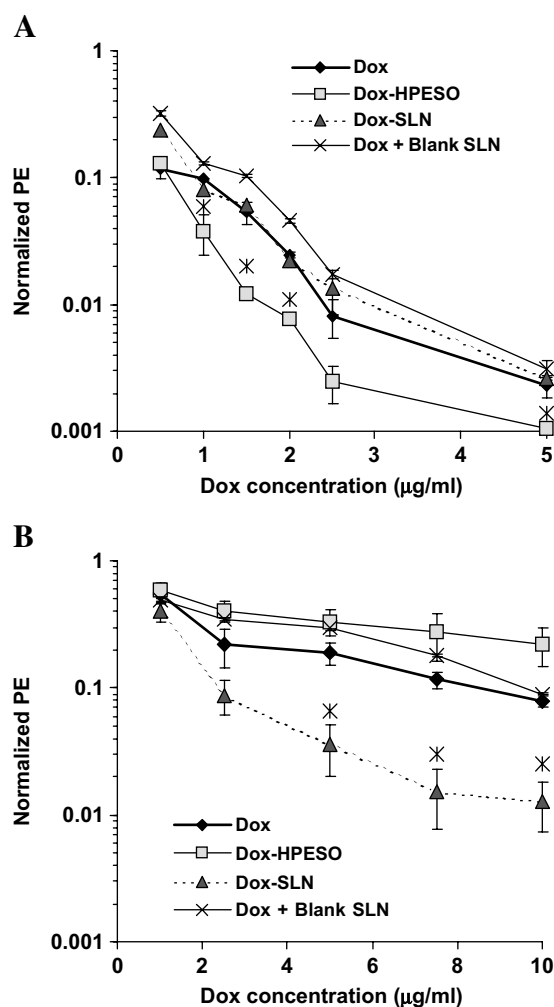 A
Normalized PE
1
0.1
0.01
0.001
Dox
Dox-HPESO
Dox-SLN
Dox + Blank SLN
0 1 2 3 4 5
Dox concentration (μg/ml)
B
Normalized PE
1
0.1
0.01
0.001
Dox
Dox-HPESO
Dox-SLN
Dox + Blank SLN
0 2 4 6 8 10
Dox concentration (μg/ml)